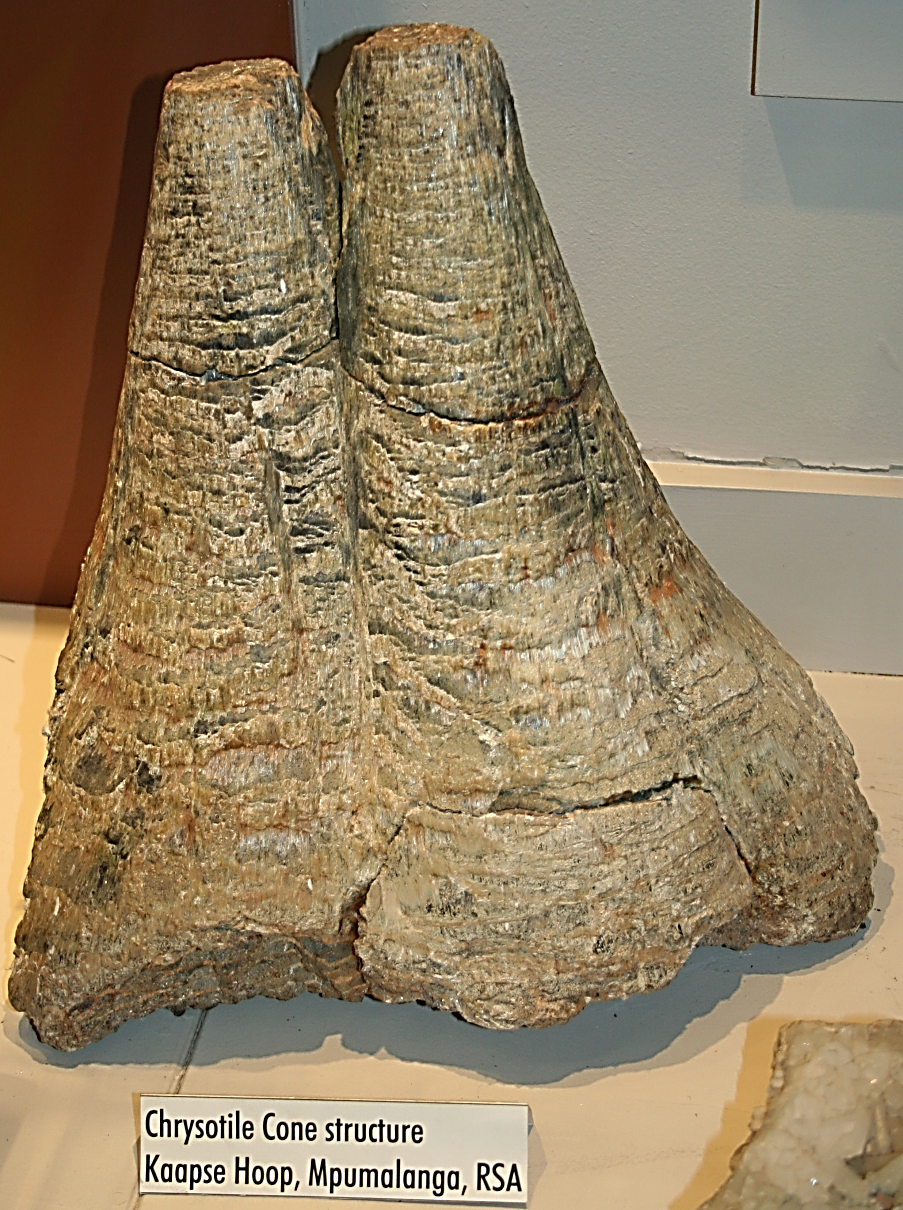 Chrysotile Cone structure
Kaapse Hoop, Mpumalanga, RSA